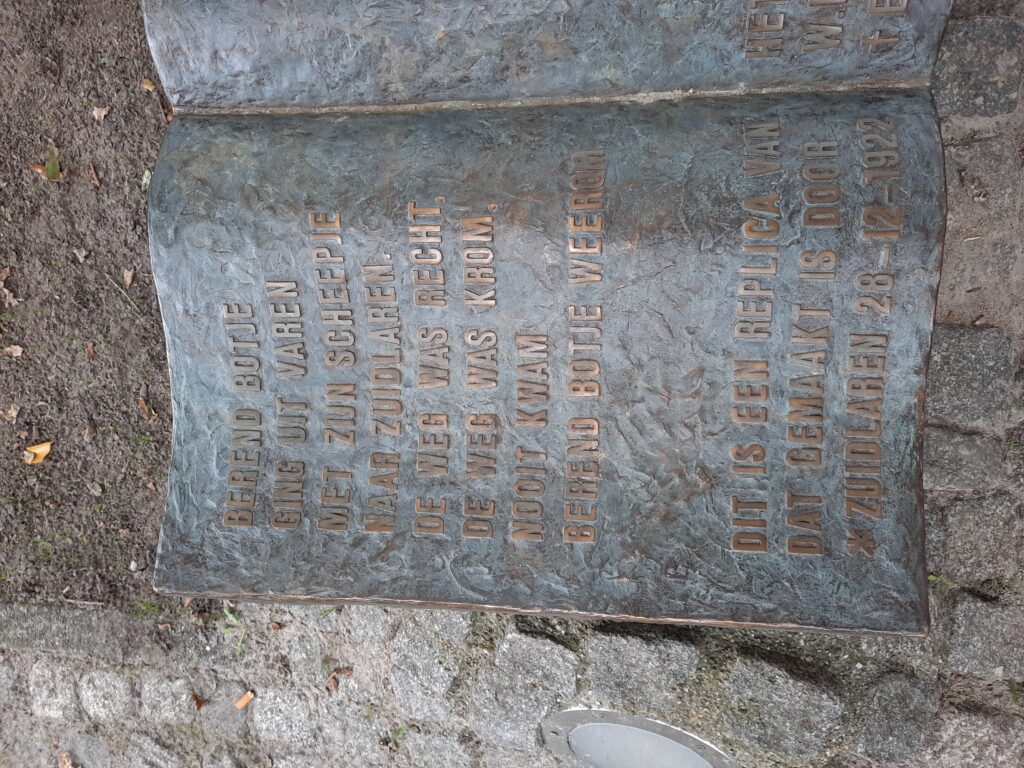 BEREND BOTJE
GING UIT VAREN
MET ZIJN SCHEEPJE
NAAR ZUIDLAREN.
DE WEG WAS RECHT,
DE WEG WAS KROM,
NOOIT KWAM
BEREND BOTJE WEEROM
DIT IS EEN REPLICA VAN
DAT GEMAAKT IS DOOR
* ZUIDLAREN 28-12-1922
HET